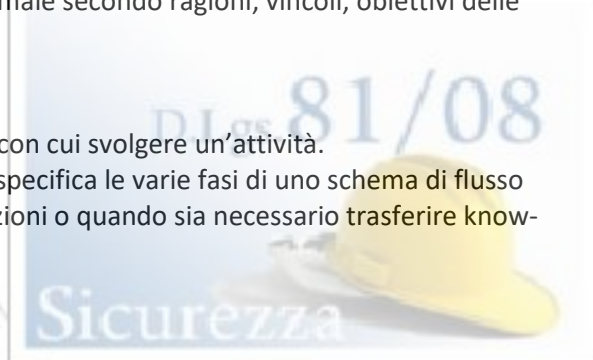 male secondo ragioni, vincoli, obiettivi delle
D.Lgs 81/08
con cui svolgere un'attività.
specifica le varie fasi di uno schema di flusso
zioni o quando sia necessario trasferire know-
Sicurezza